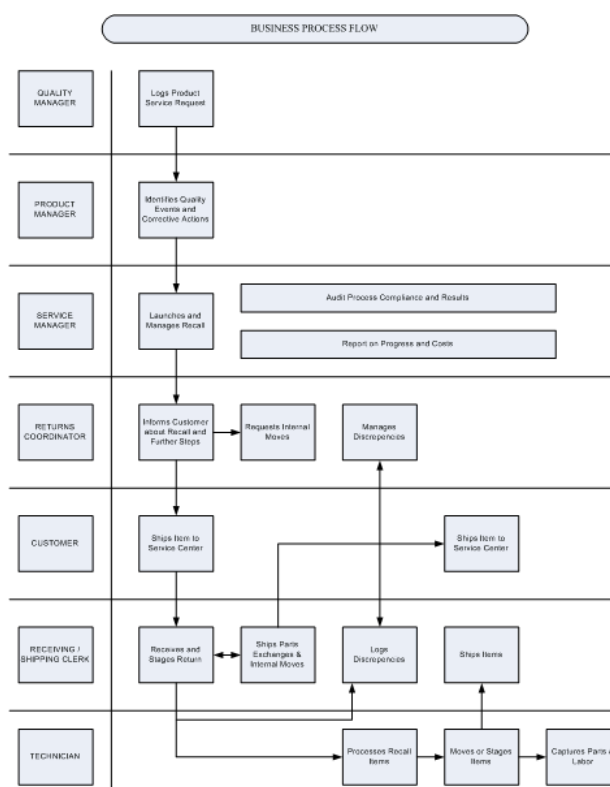 BUSINESS PROCESS FLOW
QUALITY
MANAGER
Logs Product
Service Request
PRODUCT
MANAGER
Identifies Quality
Events and
Corrective Actions
SERVICE
MANAGER
Launches and
Manages Recall
Audit Process Compliance and Results
Report on Progress and Costs
RETURNS
COORDINATOR
Informs Customer
about Recall and
Further Steps
Requests Internal
Moves
Manages
Discrepencies
CUSTOMER
Ships Item to
Service Center
Ships Item to
Service Center
RECEIVING /
SHIPPING CLERK
Receives and
Stages Return
Ships Parts
Exchanges &
Internal Moves
Logs
Discrepencies
Ships Items
TECHNICIAN
Processes Recall
Items
Moves or Stages
Items
Captures Parts &
Labor